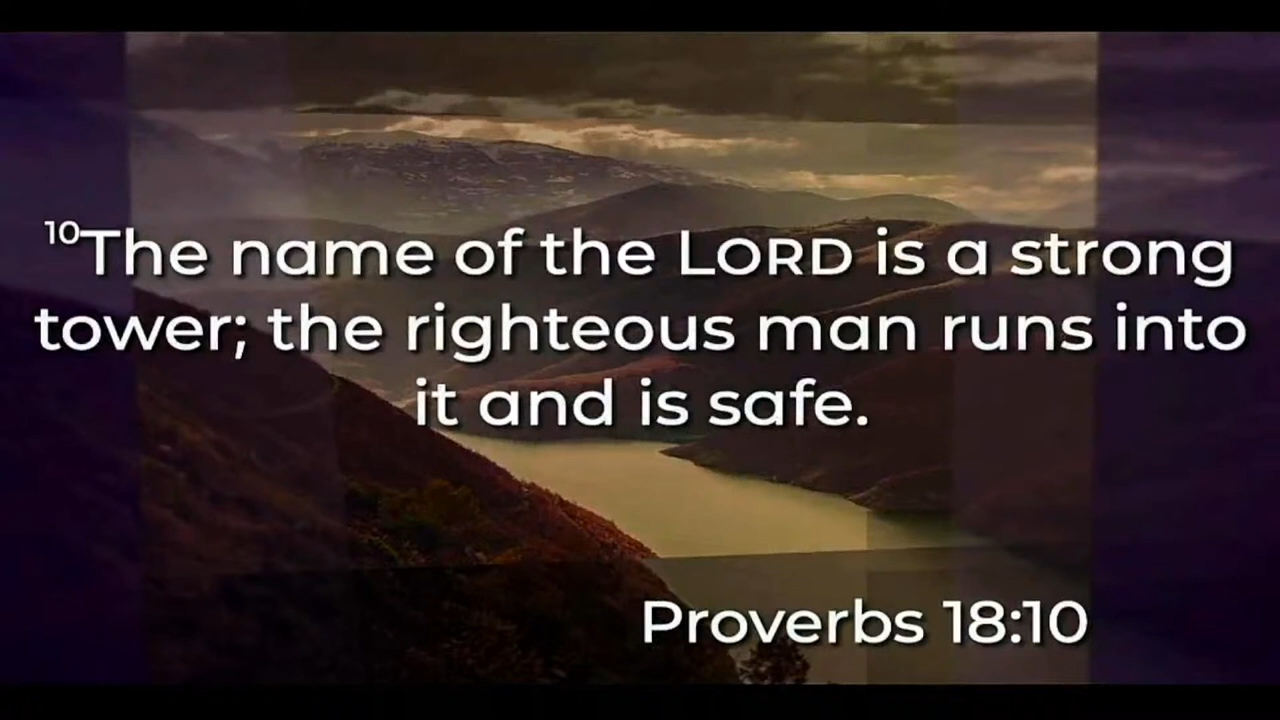 10The name of the LORD is a strong
tower; the righteous man runs into
it and is safe.
Proverbs 18:10